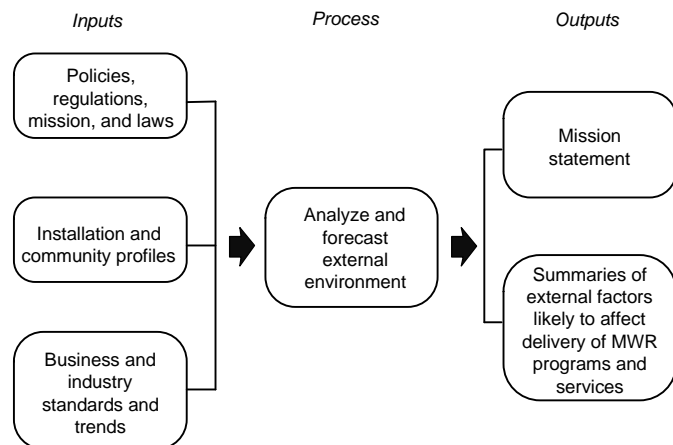 Inputs
Process
Outputs
Policies,
regulations,
mission, and laws
Installation and
community profiles
Business and
industry
standards and
trends
Analyze and
forecast
external
environment
Mission
statement
Summaries of
external factors
likely to affect
delivery of MWR
programs and
services